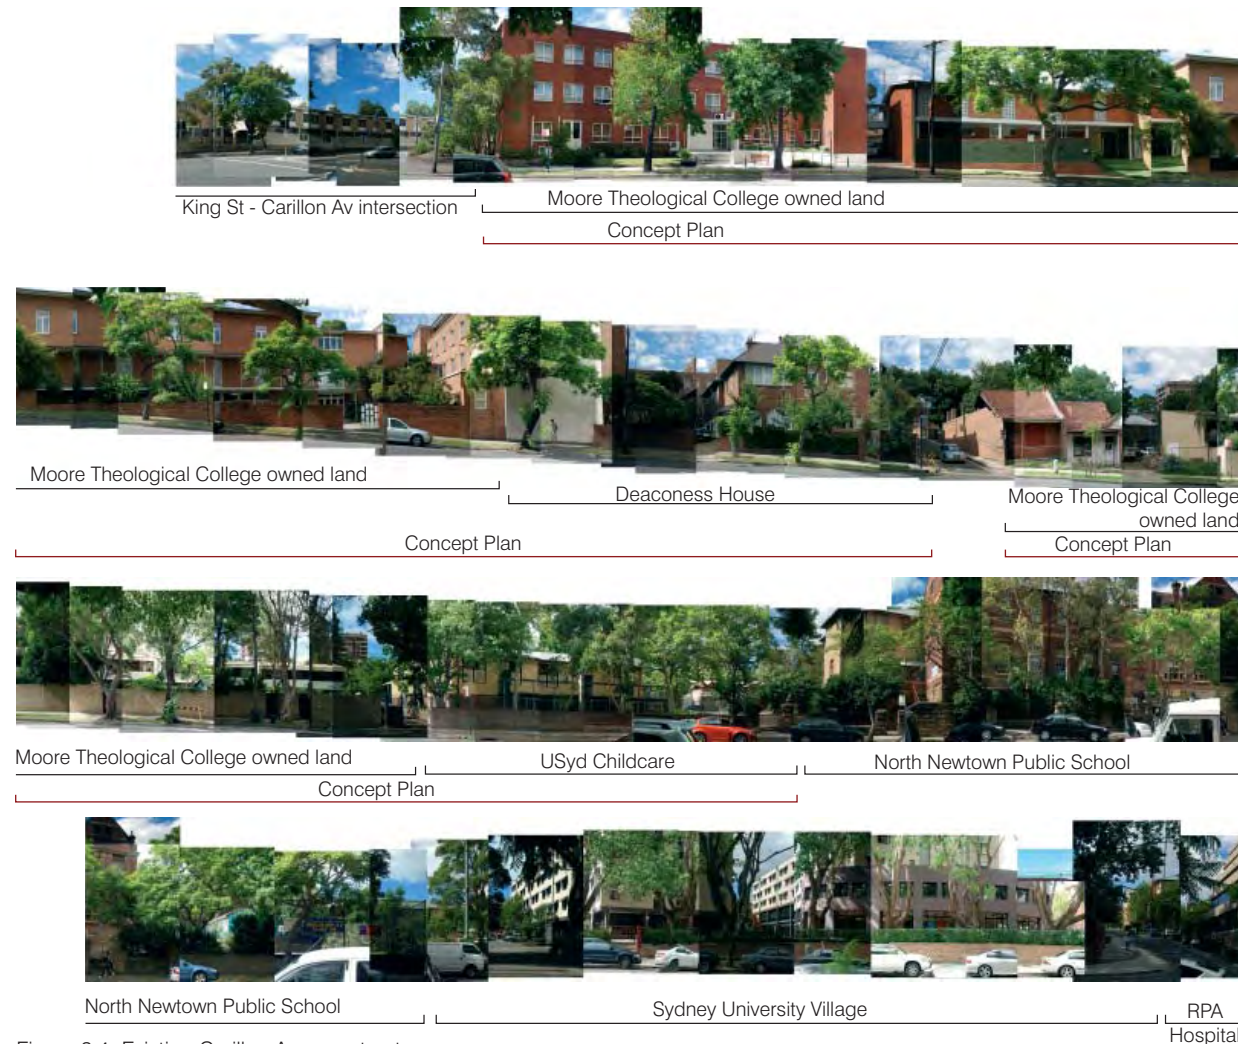 King St - Carillon Av intersection
Moore Theological College owned land
Concept Plan
Moore Theological College owned land
Deaconess House
Moore Theological College
owned land
Concept Plan
Concept Plan
Moore Theological College owned land
USyd Childcare
North Newtown Public School
Concept Plan
North Newtown Public School
Sydney University Village
RPA
Hospital